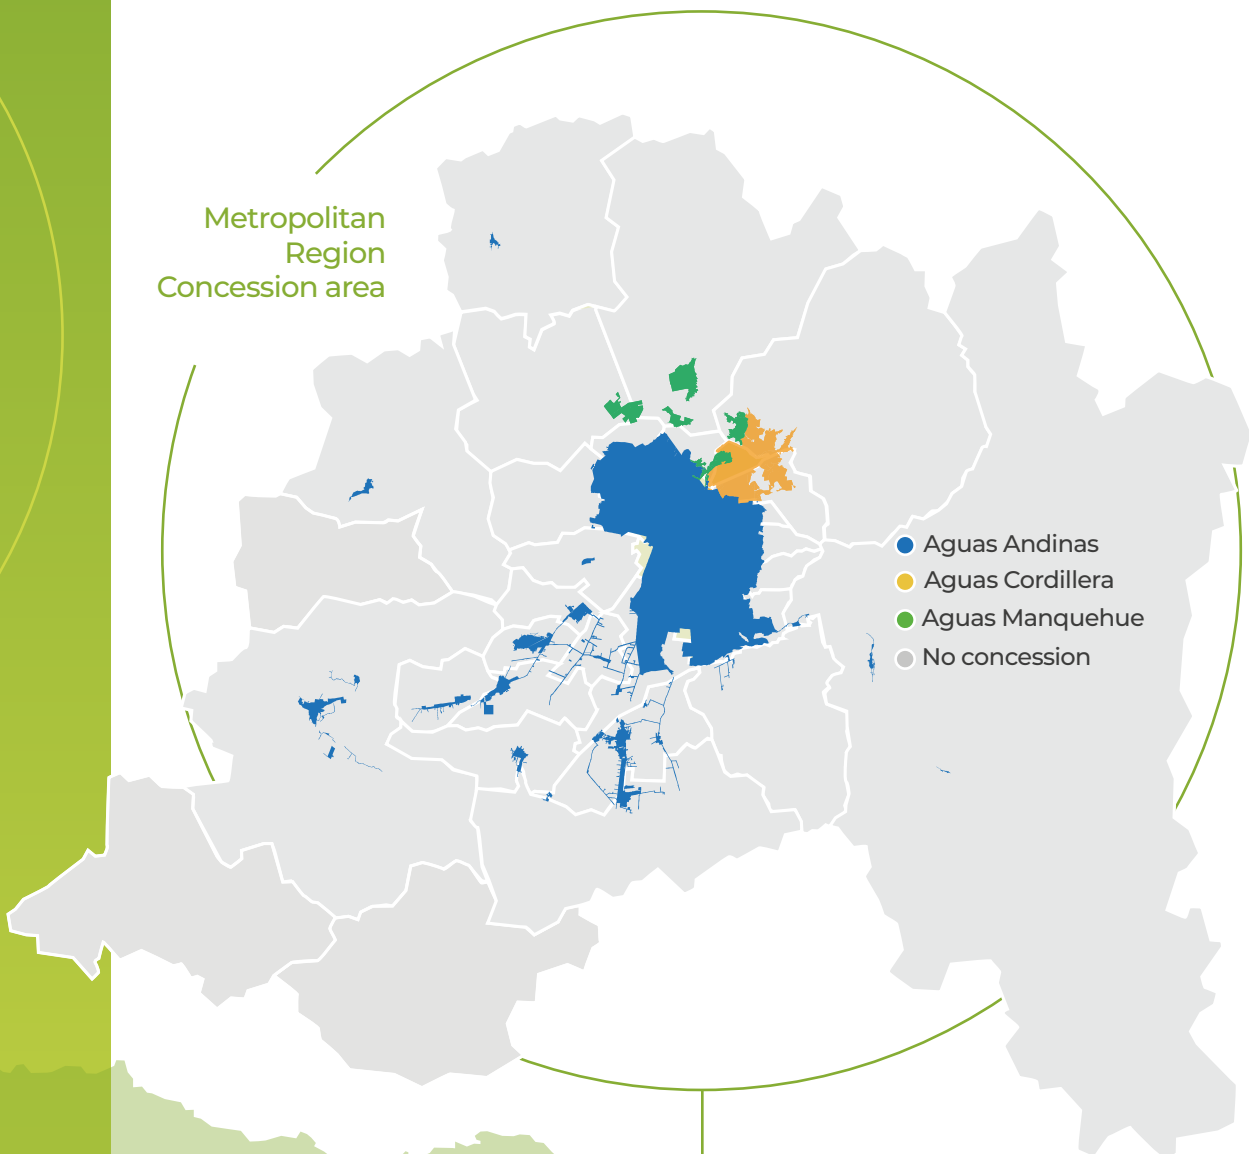 Metropolitan
Region
Concession area
Aguas Andinas
Aguas Cordillera
Aguas Manquehue
No concession